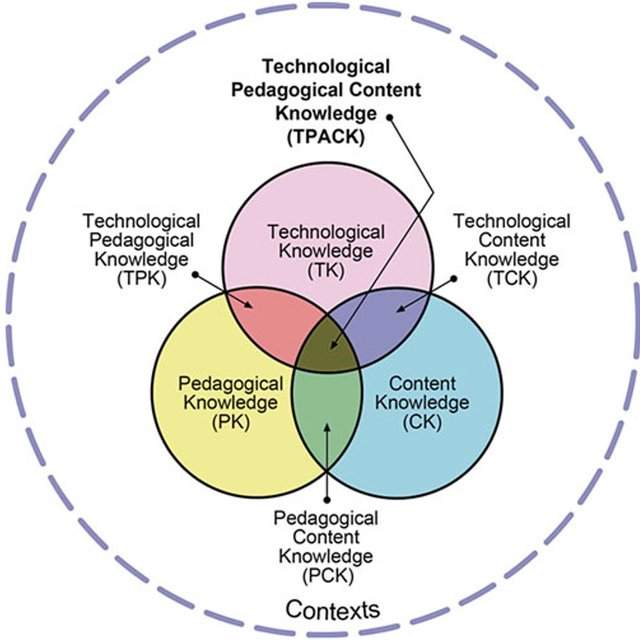 Technological
Pedagogical Content
Knowledge
(TPACK)
Technological
Pedagogical
Knowledge
(TPK)
Technological
Knowledge
(TK)
Technological
Content
Knowledge
(TCK)
Pedagogical
Knowledge
(PK)
Content
Knowledge
(CK)
Pedagogical
Content
Knowledge
(PCK)
Contexts